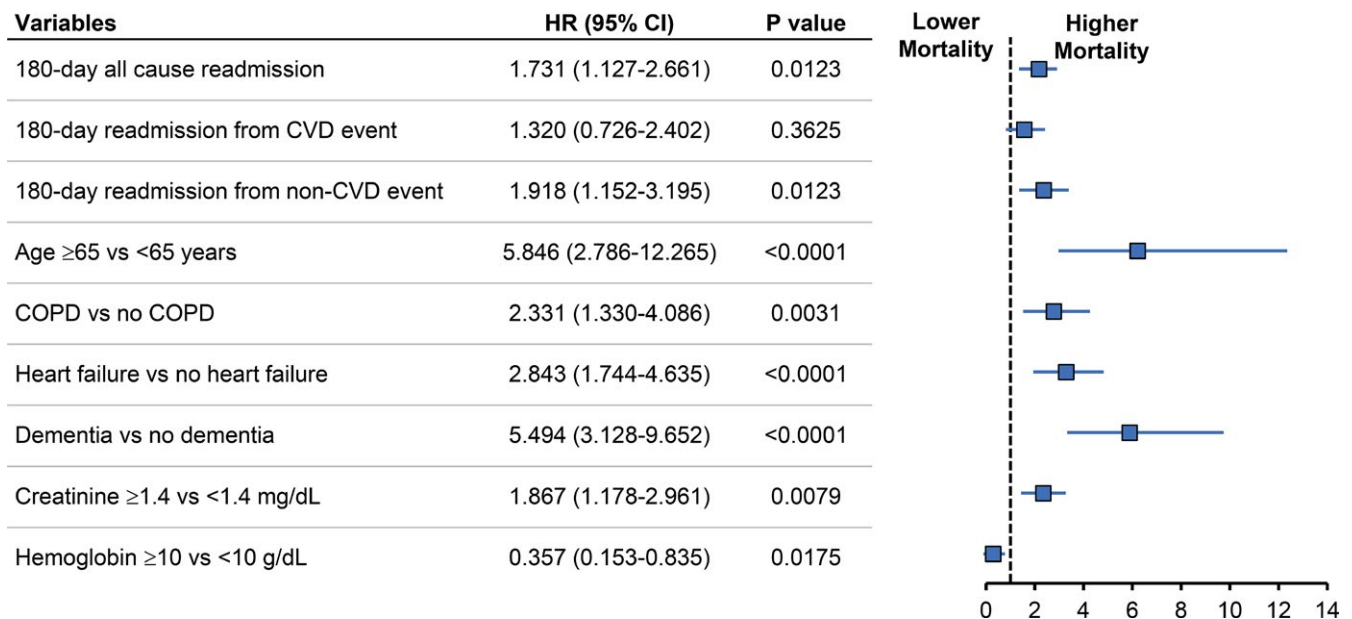 Variables HR (95% CI) P value Lower Mortality Higher Mortality
180-day all cause readmission 1.731 (1.127-2.661) 0.0123
180-day readmission from CVD event 1.320 (0.726-2.402) 0.3625
180-day readmission from non-CVD event 1.918 (1.152-3.195) 0.0123
Age ≥65 vs <65 years 5.846 (2.786-12.265) <0.0001
COPD vs no COPD 2.331 (1.330-4.086) 0.0031
Heart failure vs no heart failure 2.843 (1.744-4.635) <0.0001
Dementia vs no dementia 5.494 (3.128-9.652) <0.0001
Creatinine ≥1.4 vs <1.4 mg/dL 1.867 (1.178-2.961) 0.0079
Hemoglobin ≥10 vs <10 g/dL 0.357 (0.153-0.835) 0.0175
0 2 4 6 8 10 12 14